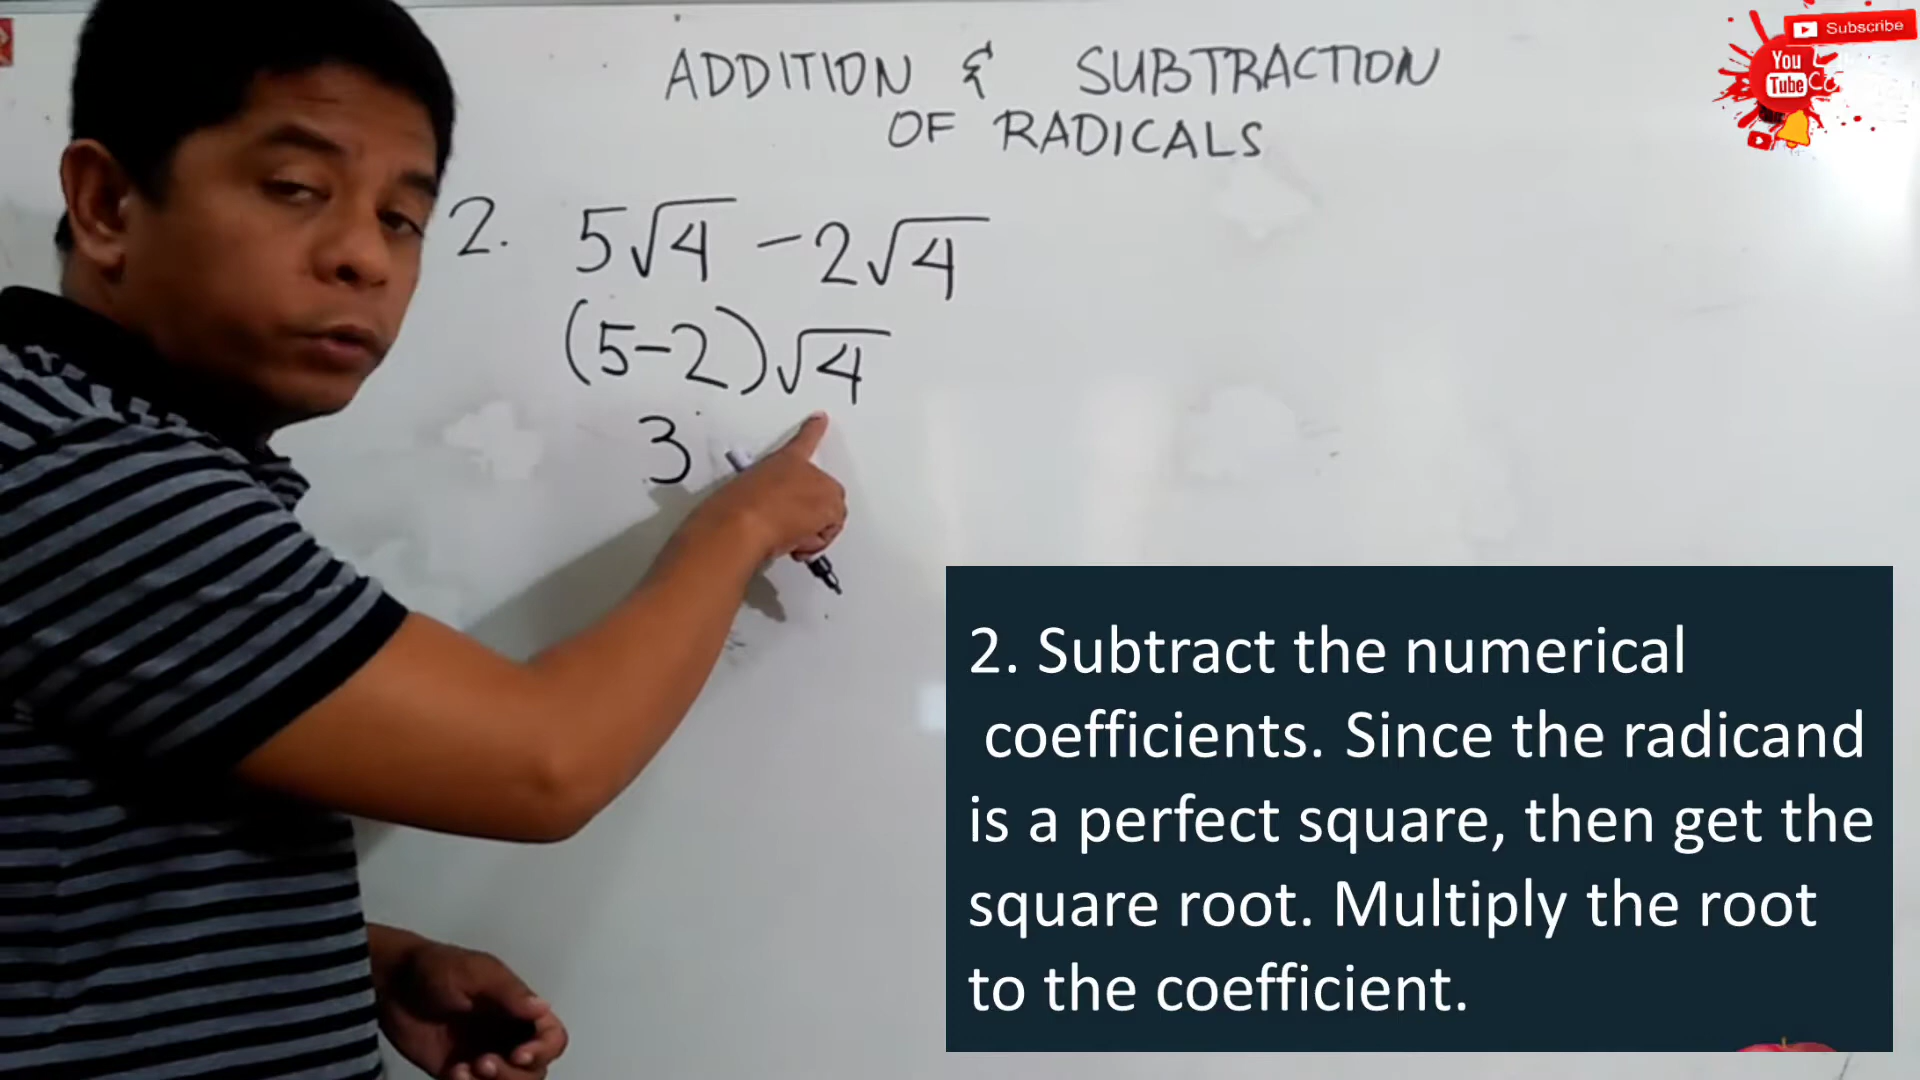 ADDITION & SUBTRACTION
OF RADICALS
Subscribe
You
Tube
2. 5√4 - 2√4
(5-2)√4
3
2. Subtract the numerical
coefficients. Since the radicand
is a perfect square, then get the
square root. Multiply the root
to the coefficient.